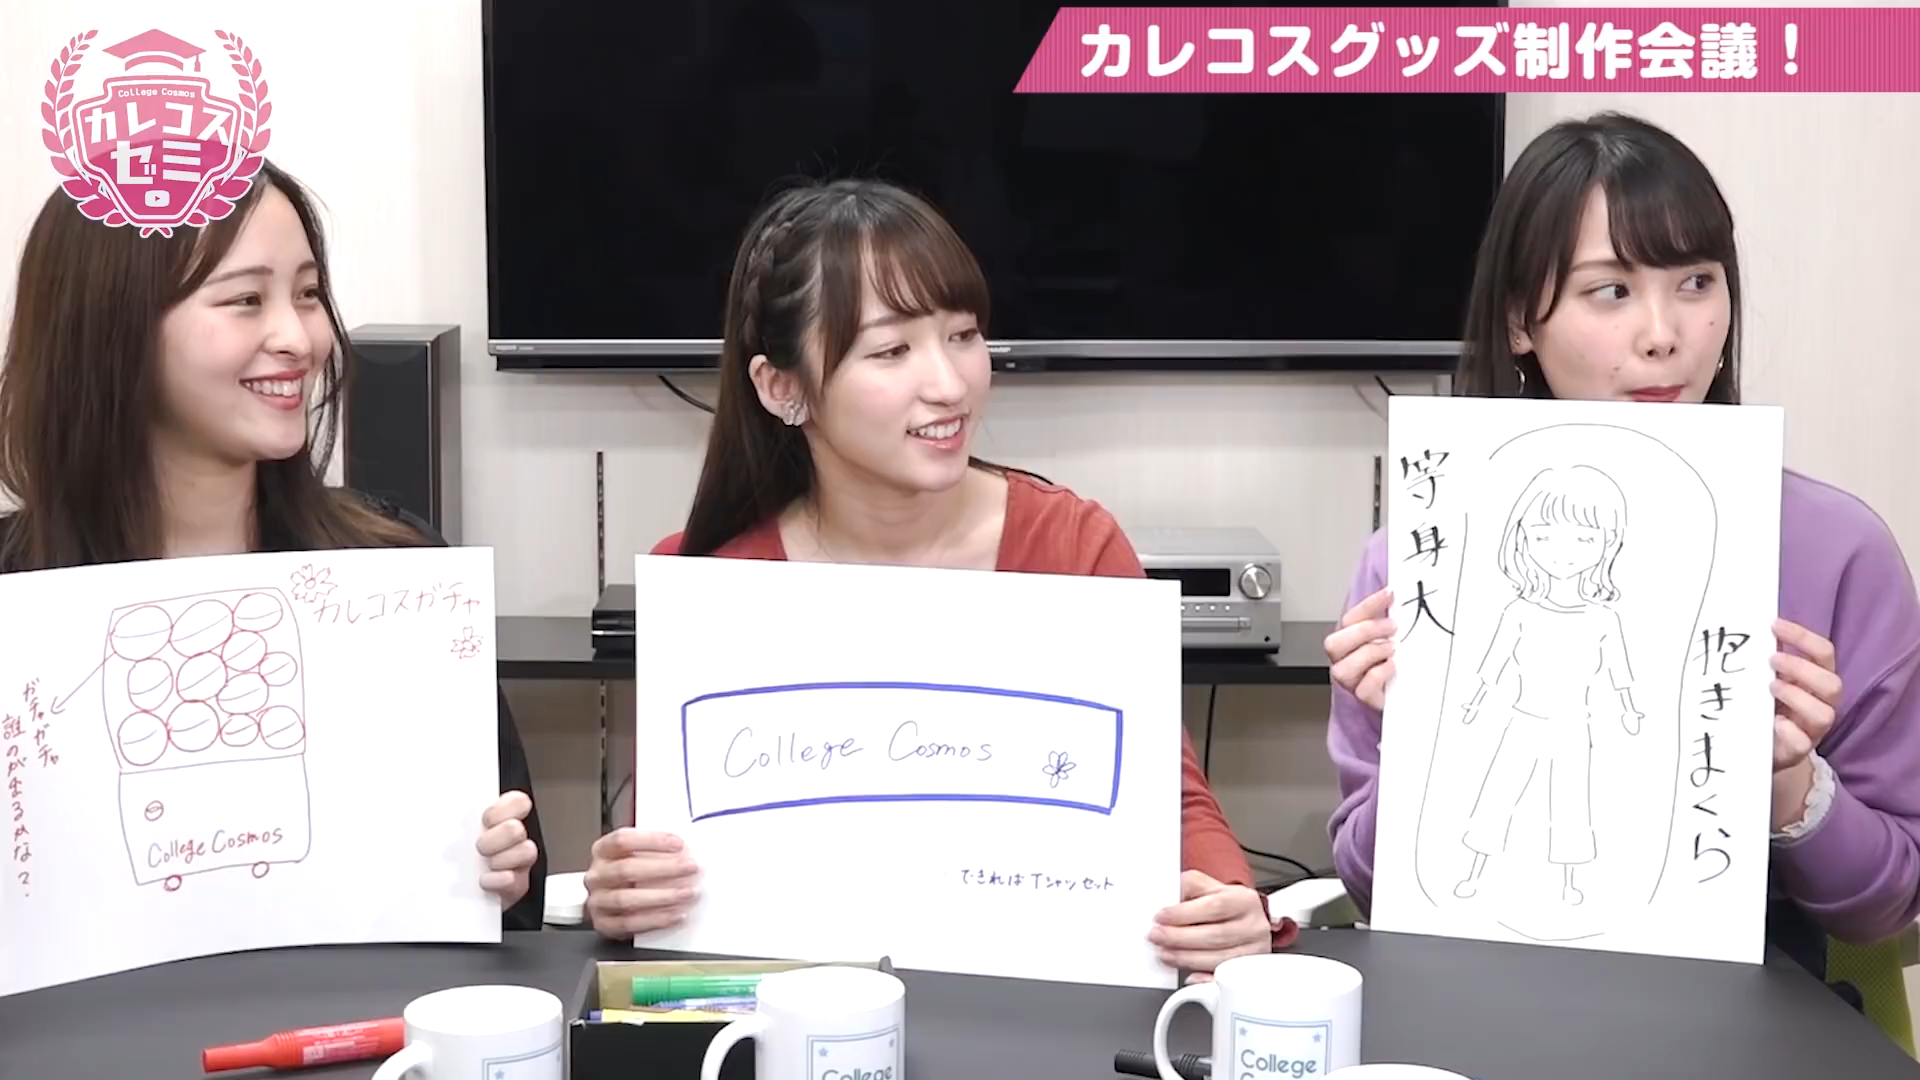 カレコスグッズ制作会議！
College Cosmos
カレコス
ゼミ
カレコスガチャ
ガチャガチャ
誰のが出るかな？
College Cosmos
College Cosmos
できればTシャツセット
等身大
抱きまくら
College
College